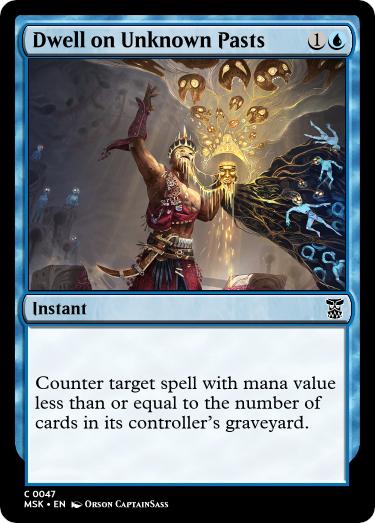 Dwell on Unknown Pasts 1
Instant
Counter target spell with mana value
less than or equal to the number of
cards in its controller's graveyard.
C 0047
MSK • EN Orson CaptainSass